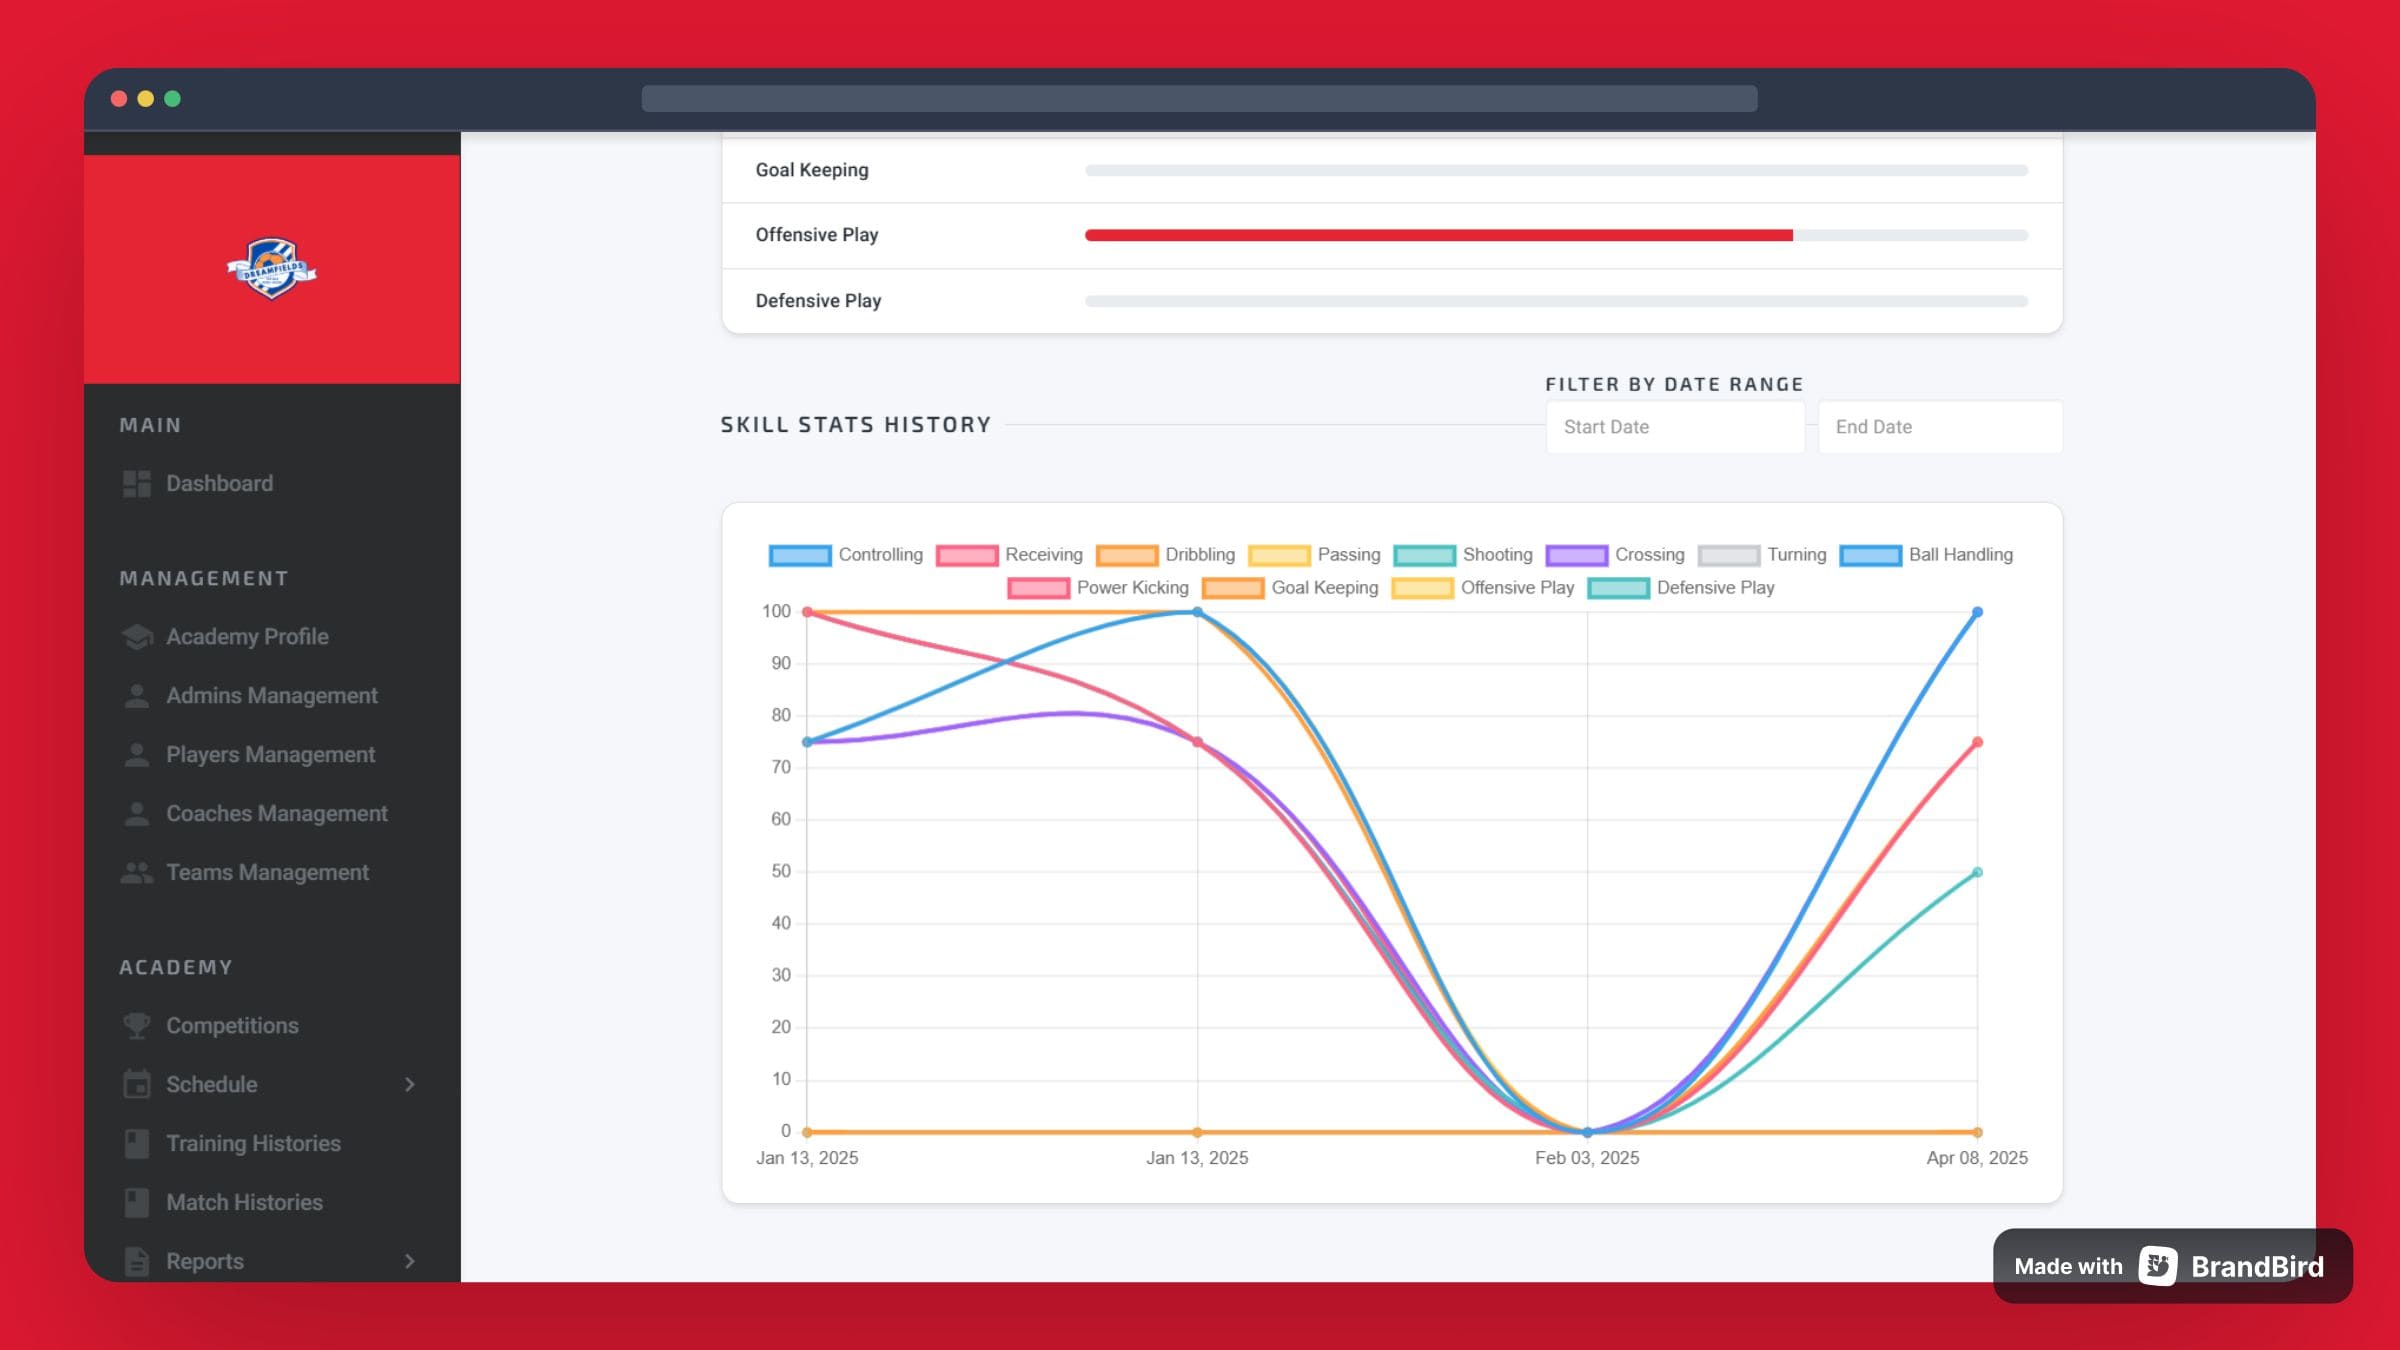 DREAMFIELDS
MAIN
Dashboard
MANAGEMENT
Academy Profile
Admins Management
Players Management
Coaches Management
Teams Management
ACADEMY
Competitions
Schedule
Training Histories
Match Histories
Reports
Goal Keeping
Offensive Play
Defensive Play
SKILL STATS HISTORY
FILTER BY DATE RANGE
Start Date End Date
Controlling Receiving Dribbling Passing Shooting Crossing Turning Ball Handling
Power Kicking Goal Keeping Offensive Play Defensive Play
100
90
80
70
60
50
40
30
20
10
0
Jan 13, 2025 Jan 13, 2025 Feb 03, 2025 Apr 08, 2025
Made with BrandBird